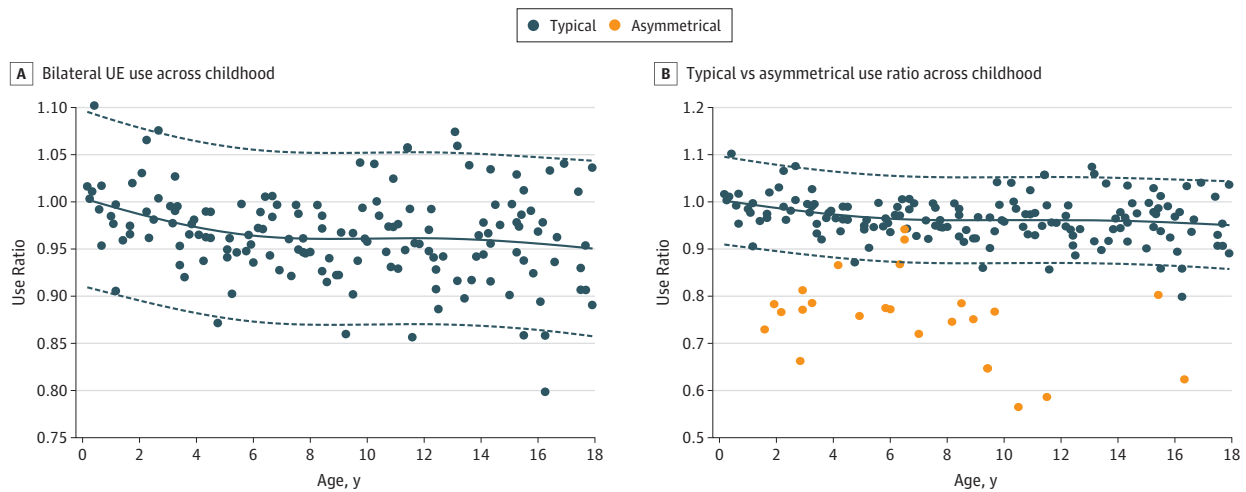 Typical Asymmetrical
A Bilateral UE use across childhood
1.10
1.05
1.00
0.95
0.90
0.85
0.80
0.75
Use Ratio
0 2 4 6 8 10 12 14 16 18
Age, y
B Typical vs asymmetrical use ratio across childhood
1.2
1.1
1.0
0.9
0.8
0.7
0.6
0.5
Use Ratio
0 2 4 6 8 10 12 14 16 18
Age, y